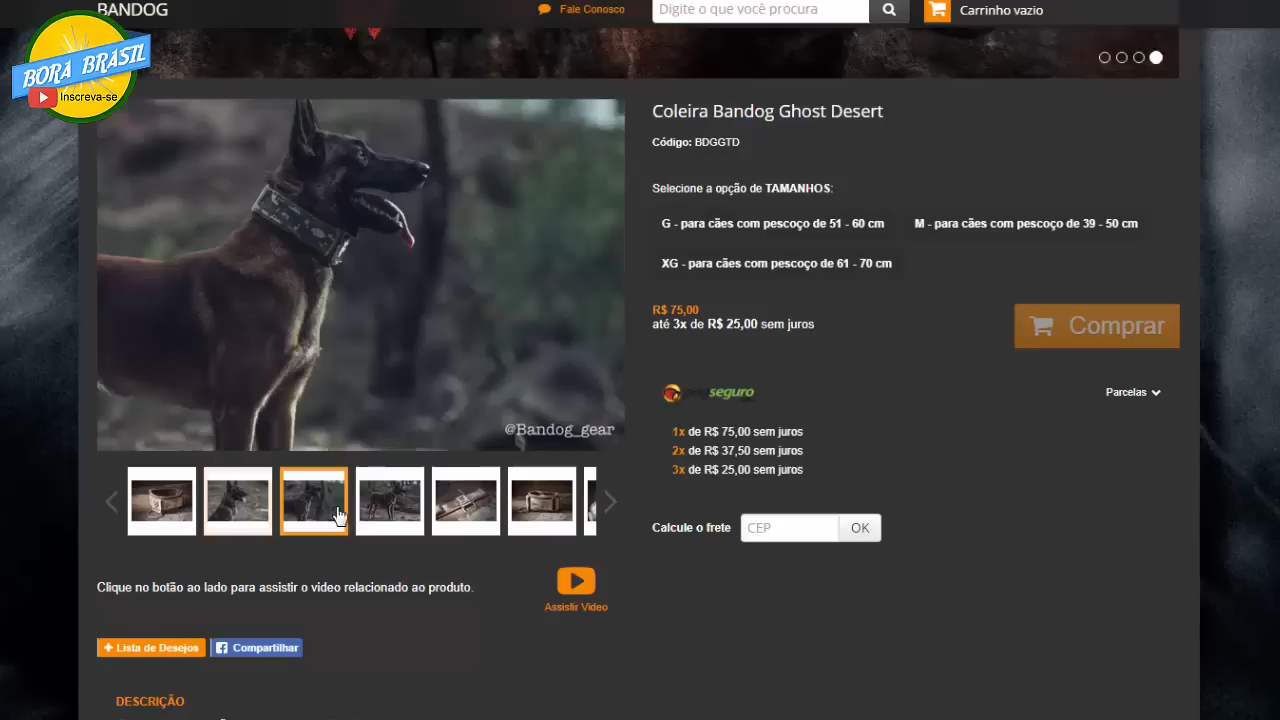 BANDOG
Fale Conosco
Digite o que você procura
Carrinho vazio
BORA BRASIL
Inscreva-se
Coleira Bandog Ghost Desert
Código: BDGGTD
Selecione a opção de TAMANHOS:
G - para cães com pescoço de 51 - 60 cm
M - para cães com pescoço de 39 - 50 cm
XG - para cães com pescoço de 61 - 70 cm
R$ 75,00
até 3x de R$ 25,00 sem juros
Comprar
@Bandog_gear
seguro
Parcelas
1x de R$ 75,00 sem juros
2x de R$ 37,50 sem juros
3x de R$ 25,00 sem juros
Calcule o frete
CEP
OK
Clique no botão ao lado para assistir o video relacionado ao produto.
Assistir Video
+ Lista de Desejos
Compartilhar
DESCRIÇÃO